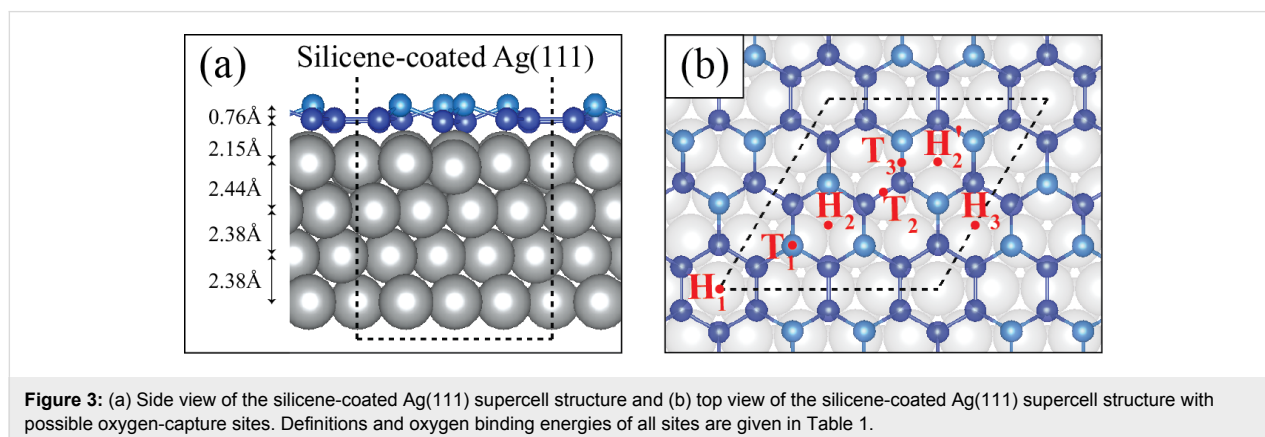 (a)
Silicene-coated Ag(111)
0.76Å
2.15Å
2.44Å
2.38Å
2.38Å
(b)
T3 H2'
H2 T2 H3
T1
H1
Figure 3: (a) Side view of the silicene-coated Ag(111) supercell structure and (b) top view of the silicene-coated Ag(111) supercell structure with
possible oxygen-capture sites. Definitions and oxygen binding energies of all sites are given in Table 1.